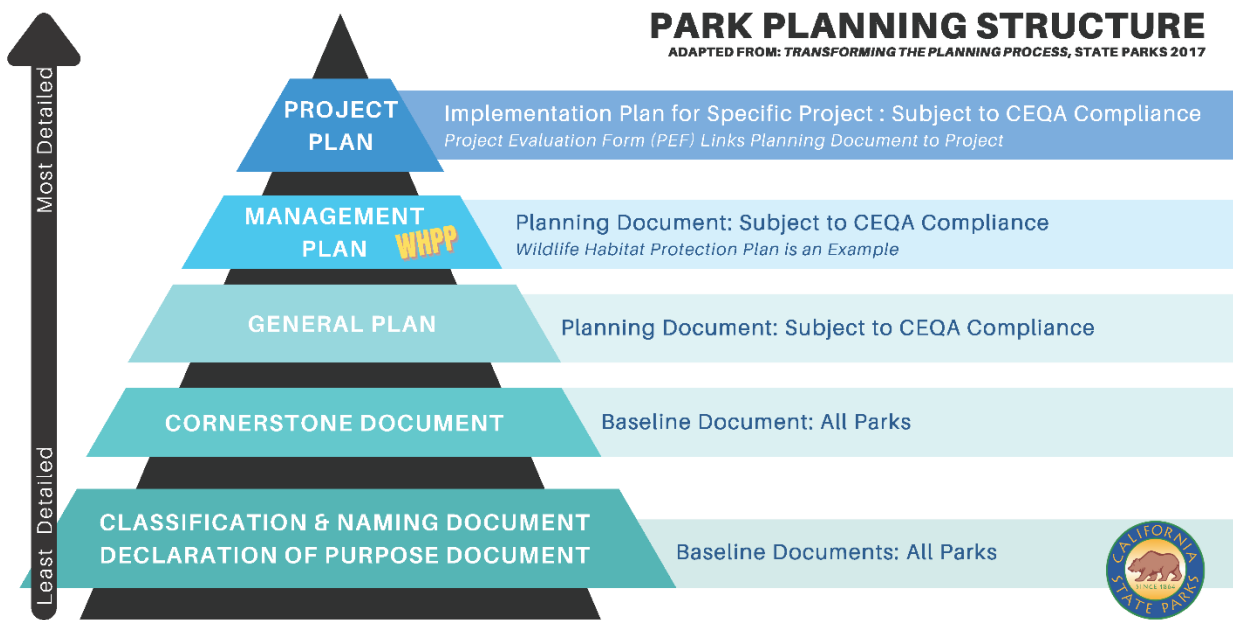 PARK PLANNING STRUCTURE
ADAPTED FROM: TRANSFORMING THE PLANNING PROCESS, STATE PARKS 2017
Most Detailed
Least Detailed
PROJECT
PLAN
Implementation Plan for Specific Project : Subject to CEQA Compliance
Project Evaluation Form (PEF) Links Planning Document to Project
MANAGEMENT
PLAN
WHPP
Planning Document: Subject to CEQA Compliance
Wildlife Habitat Protection Plan is an Example
GENERAL PLAN
Planning Document: Subject to CEQA Compliance
CORNERSTONE DOCUMENT
Baseline Document: All Parks
CLASSIFICATION & NAMING DOCUMENT
DECLARATION OF PURPOSE DOCUMENT
Baseline Documents: All Parks
CALIFORNIA
SINCE 1864
STATE PARKS